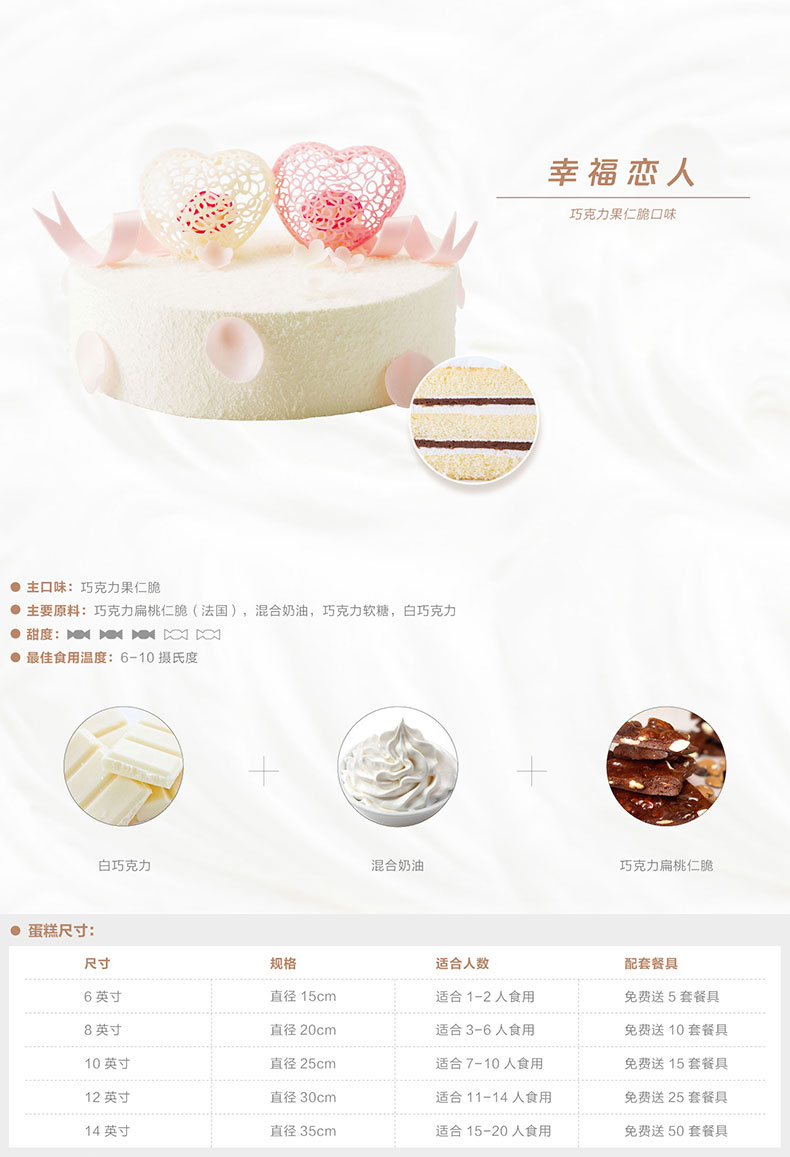 幸福恋人
巧克力果仁脆口味
主口味：巧克力果仁脆
主要原料：巧克力扁桃仁脆（法国），混合奶油，巧克力软糖，白巧克力
甜度：
最佳食用温度：6-10 摄氏度
白巧克力
混合奶油
巧克力扁桃仁脆
蛋糕尺寸：
尺寸 规格 适合人数 配套餐具
6 英寸 直径 15cm 适合 1-2 人食用 免费送 5 套餐具
8 英寸 直径 20cm 适合 3-6 人食用 免费送 10 套餐具
10 英寸 直径 25cm 适合 7-10 人食用 免费送 15 套餐具
12 英寸 直径 30cm 适合 11-14 人食用 免费送 25 套餐具
14 英寸 直径 35cm 适合 15-20 人食用 免费送 50 套餐具